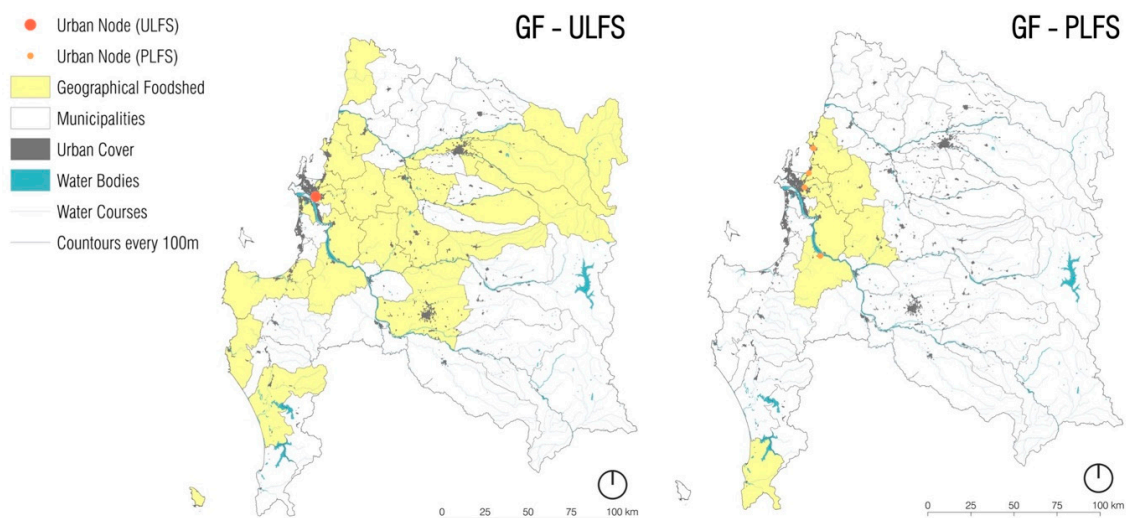 GF - ULFS
GF - PLFS
Urban Node (ULFS)
Urban Node (PLFS)
Geographical Foodshed
Municipalities
Urban Cover
Water Bodies
Water Courses
Countours every 100m
0 25 50 75 100 km
0 25 50 75 100 km